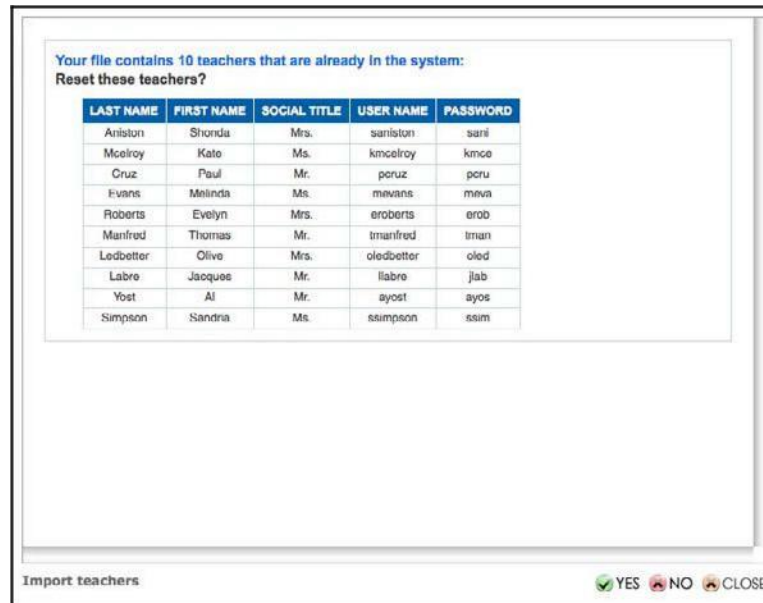 Your file contains 10 teachers that are already in the system:
Reset these teachers?
LAST NAME FIRST NAME SOCIAL TITLE USER NAME PASSWORD
Aniston Shonda Mrs. saniston sani
Mcelroy Kate Ms. kmcelroy kmce
Cruz Paul Mr. pcruz pcru
Evans Melinda Ms. mevans meva
Roberts Evelyn Mrs. eroberts erob
Manfred Thomas Mr. tmanfred tman
Ledbetter Olive Mrs. oledbetter oled
Labre Jacques Mr. llabre jlab
Yost Al Mr. ayost ayos
Simpson Sandria Ms. ssimpson ssim
Import teachers YES NO CLOSE